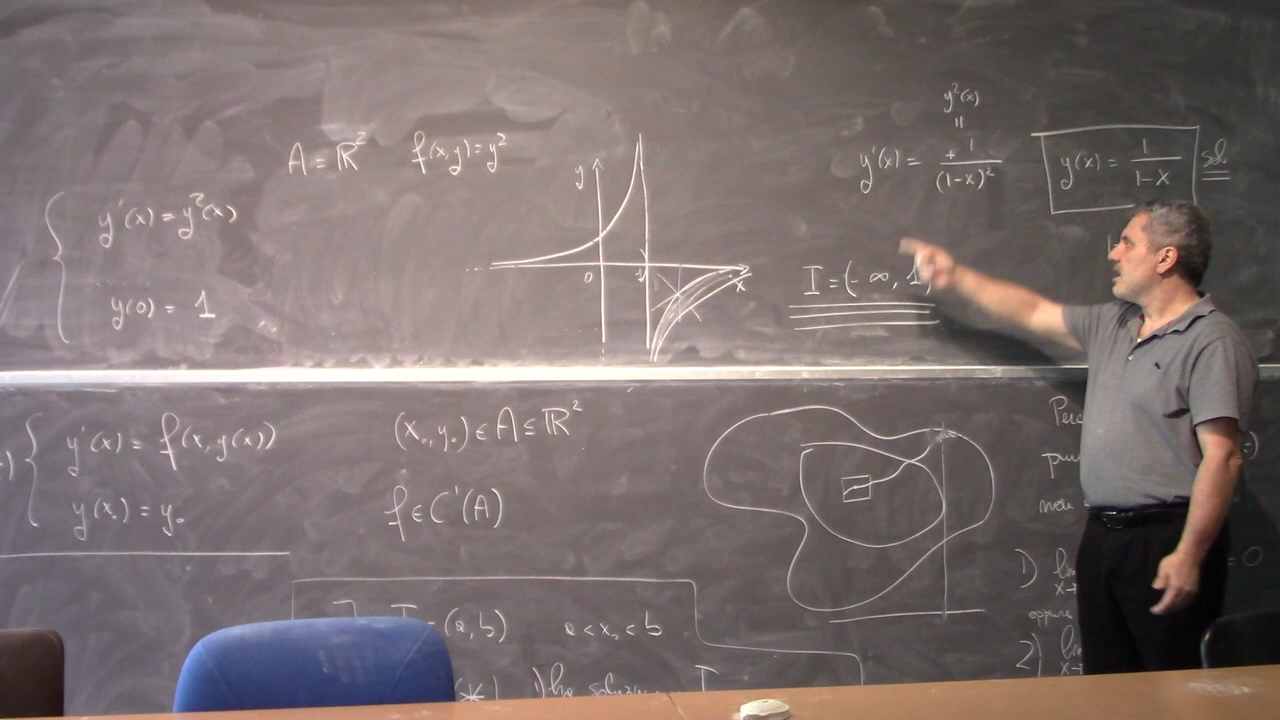 y²(x)
=
A = ℝ² f(x,y)=y²
y'(x) = + 1/(1-x)²
y(x) = 1/(1-x) sol
y'(x) = y²(x)
y(0) = 1
y
0 1 x
I = (-∞, 1)
y'(x) = f(x, y(x))
y(x₀) = y₀
(x₀, y₀) ∈ A ⊆ ℝ²
f ∈ C'(A)
(a, b) a < x₀ < b
1)
oppure
2)